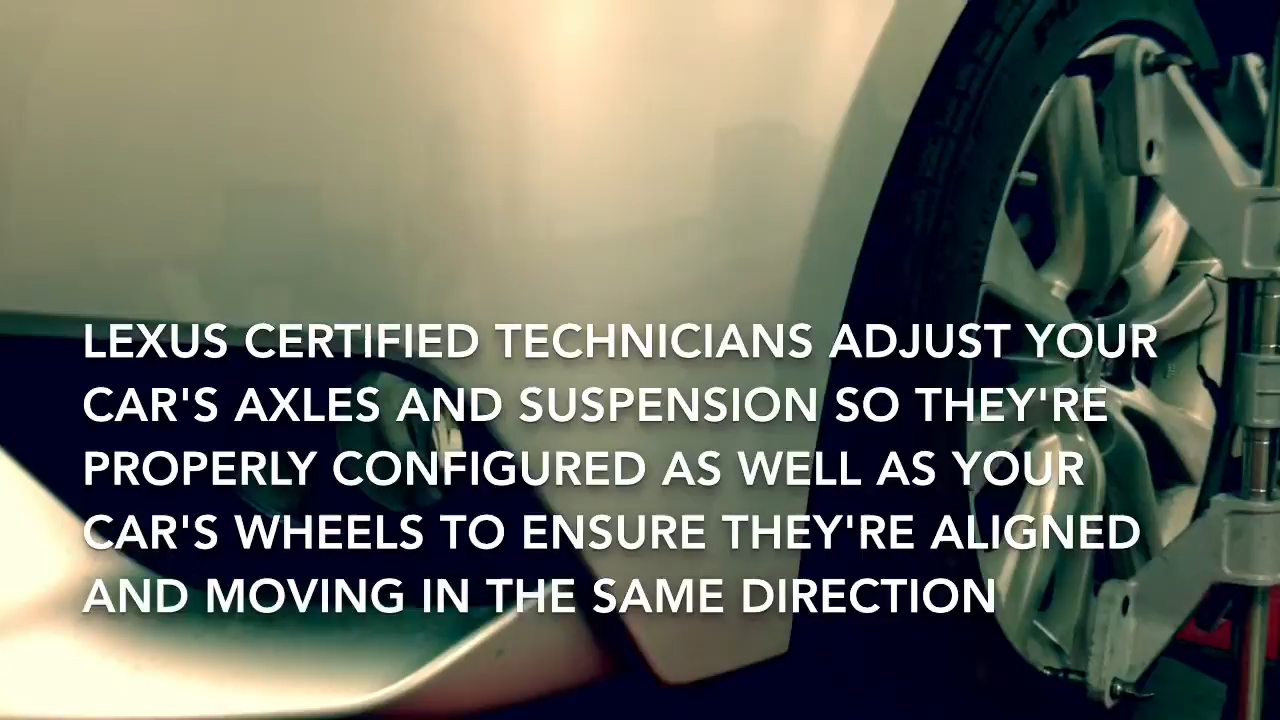 LEXUS CERTIFIED TECHNICIANS ADJUST YOUR
CAR'S AXLES AND SUSPENSION SO THEY'RE
PROPERLY CONFIGURED AS WELL AS YOUR
CAR'S WHEELS TO ENSURE THEY'RE ALIGNED
AND MOVING IN THE SAME DIRECTION